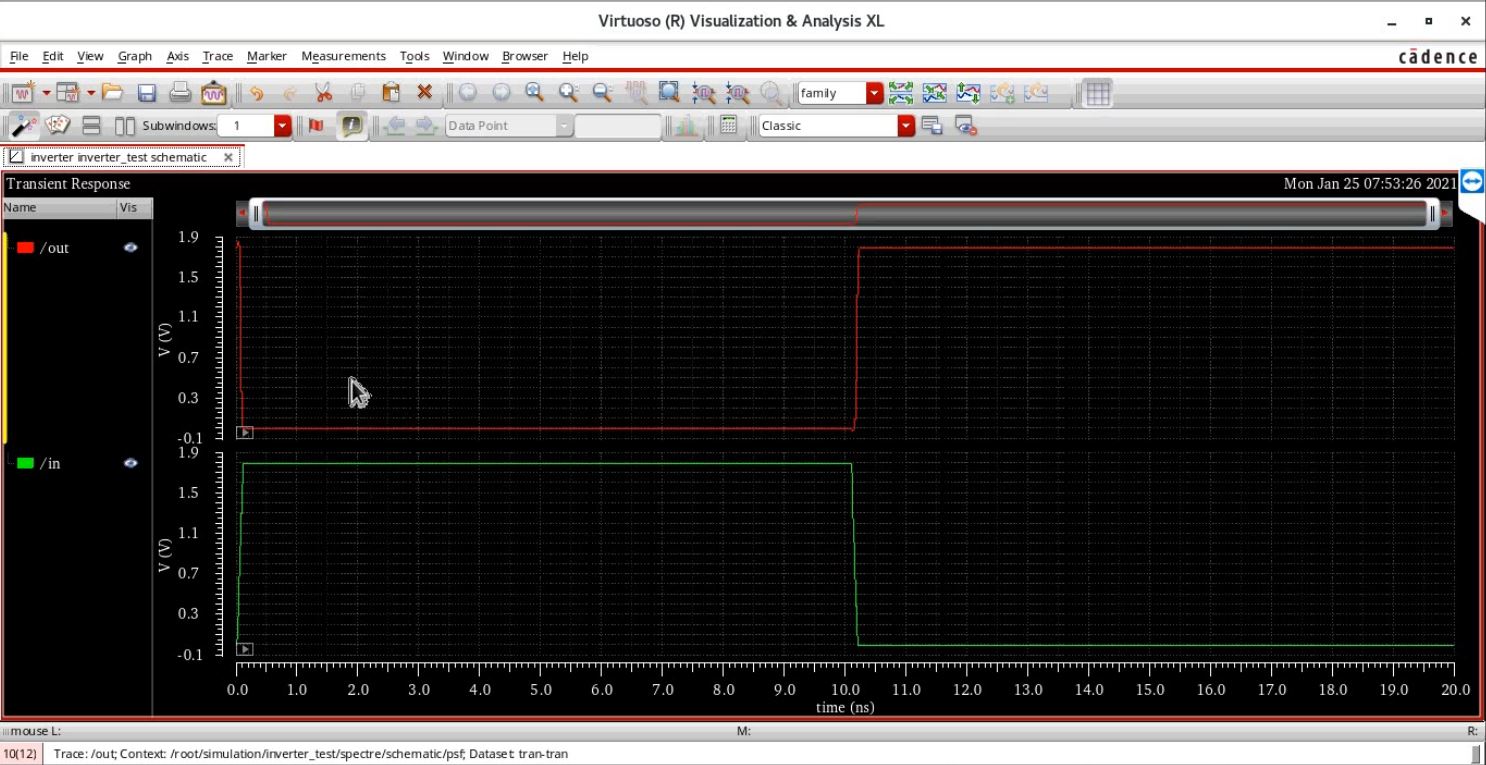 Virtuoso (R) Visualization & Analysis XL
File Edit View Graph Axis Trace Marker Measurements Tools Window Browser Help
cādence
family
Subwindows: 1
Data Point
Classic
inverter inverter_test schematic
Transient Response
Mon Jan 25 07:53:26 2021
Name Vis
/out
1.9
1.5
1.1
0.7
0.3
-0.1
V (V)
/in
1.9
1.5
1.1
0.7
0.3
-0.1
V (V)
0.0 1.0 2.0 3.0 4.0 5.0 6.0 7.0 8.0 9.0 10.0 11.0 12.0 13.0 14.0 15.0 16.0 17.0 18.0 19.0 20.0
time (ns)
mouse L: M: R:
10(12) Trace: /out; Context: /root/simulation/inverter_test/spectre/schematic/psf; Dataset: tran-tran